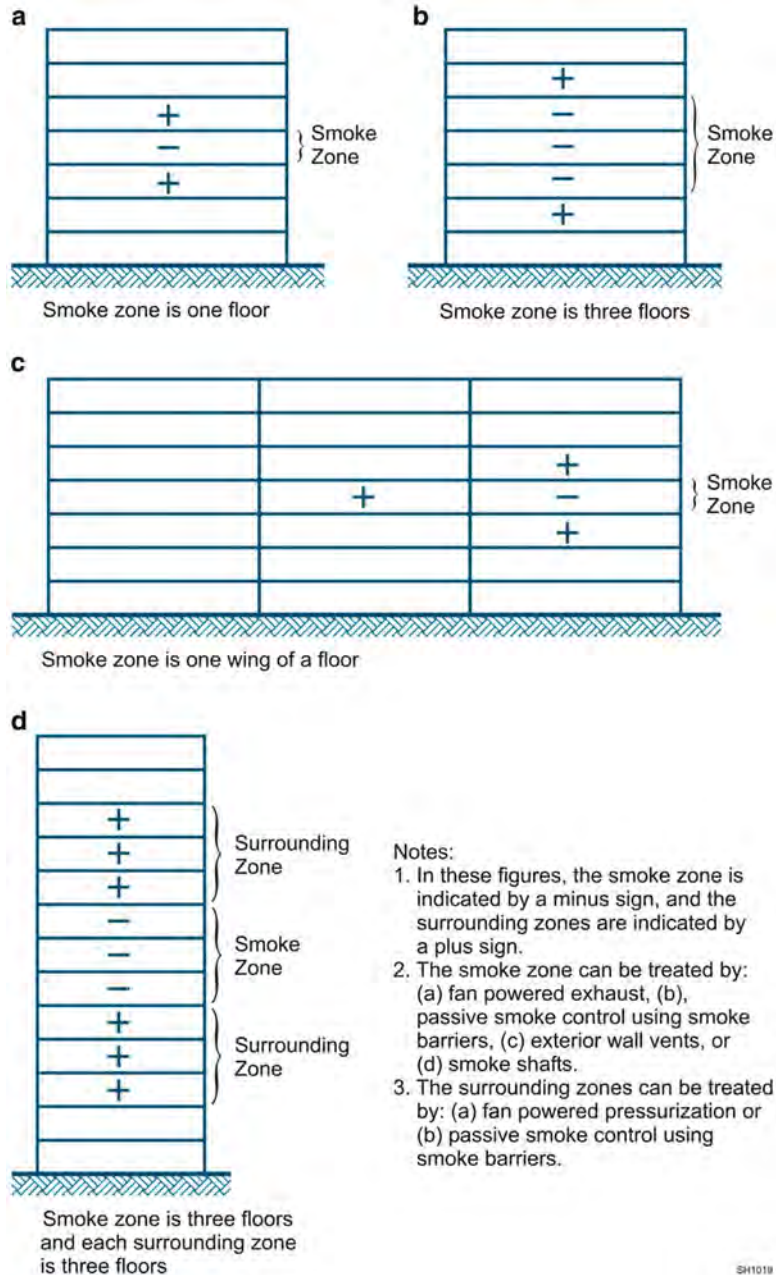 a
+
−
+
Smoke
Zone
Smoke zone is one floor
b
+
−
−
−
+
Smoke
Zone
Smoke zone is three floors
c
+
+
−
+
Smoke
Zone
Smoke zone is one wing of a floor
d
+
+
+
−
−
−
+
+
+
Surrounding
Zone
Smoke
Zone
Surrounding
Zone
Smoke zone is three floors
and each surrounding zone
is three floors
Notes:
1. In these figures, the smoke zone is
indicated by a minus sign, and the
surrounding zones are indicated by
a plus sign.
2. The smoke zone can be treated by:
(a) fan powered exhaust, (b),
passive smoke control using smoke
barriers, (c) exterior wall vents, or
(d) smoke shafts.
3. The surrounding zones can be treated
by: (a) fan powered pressurization or
(b) passive smoke control using
smoke barriers.
SH1019